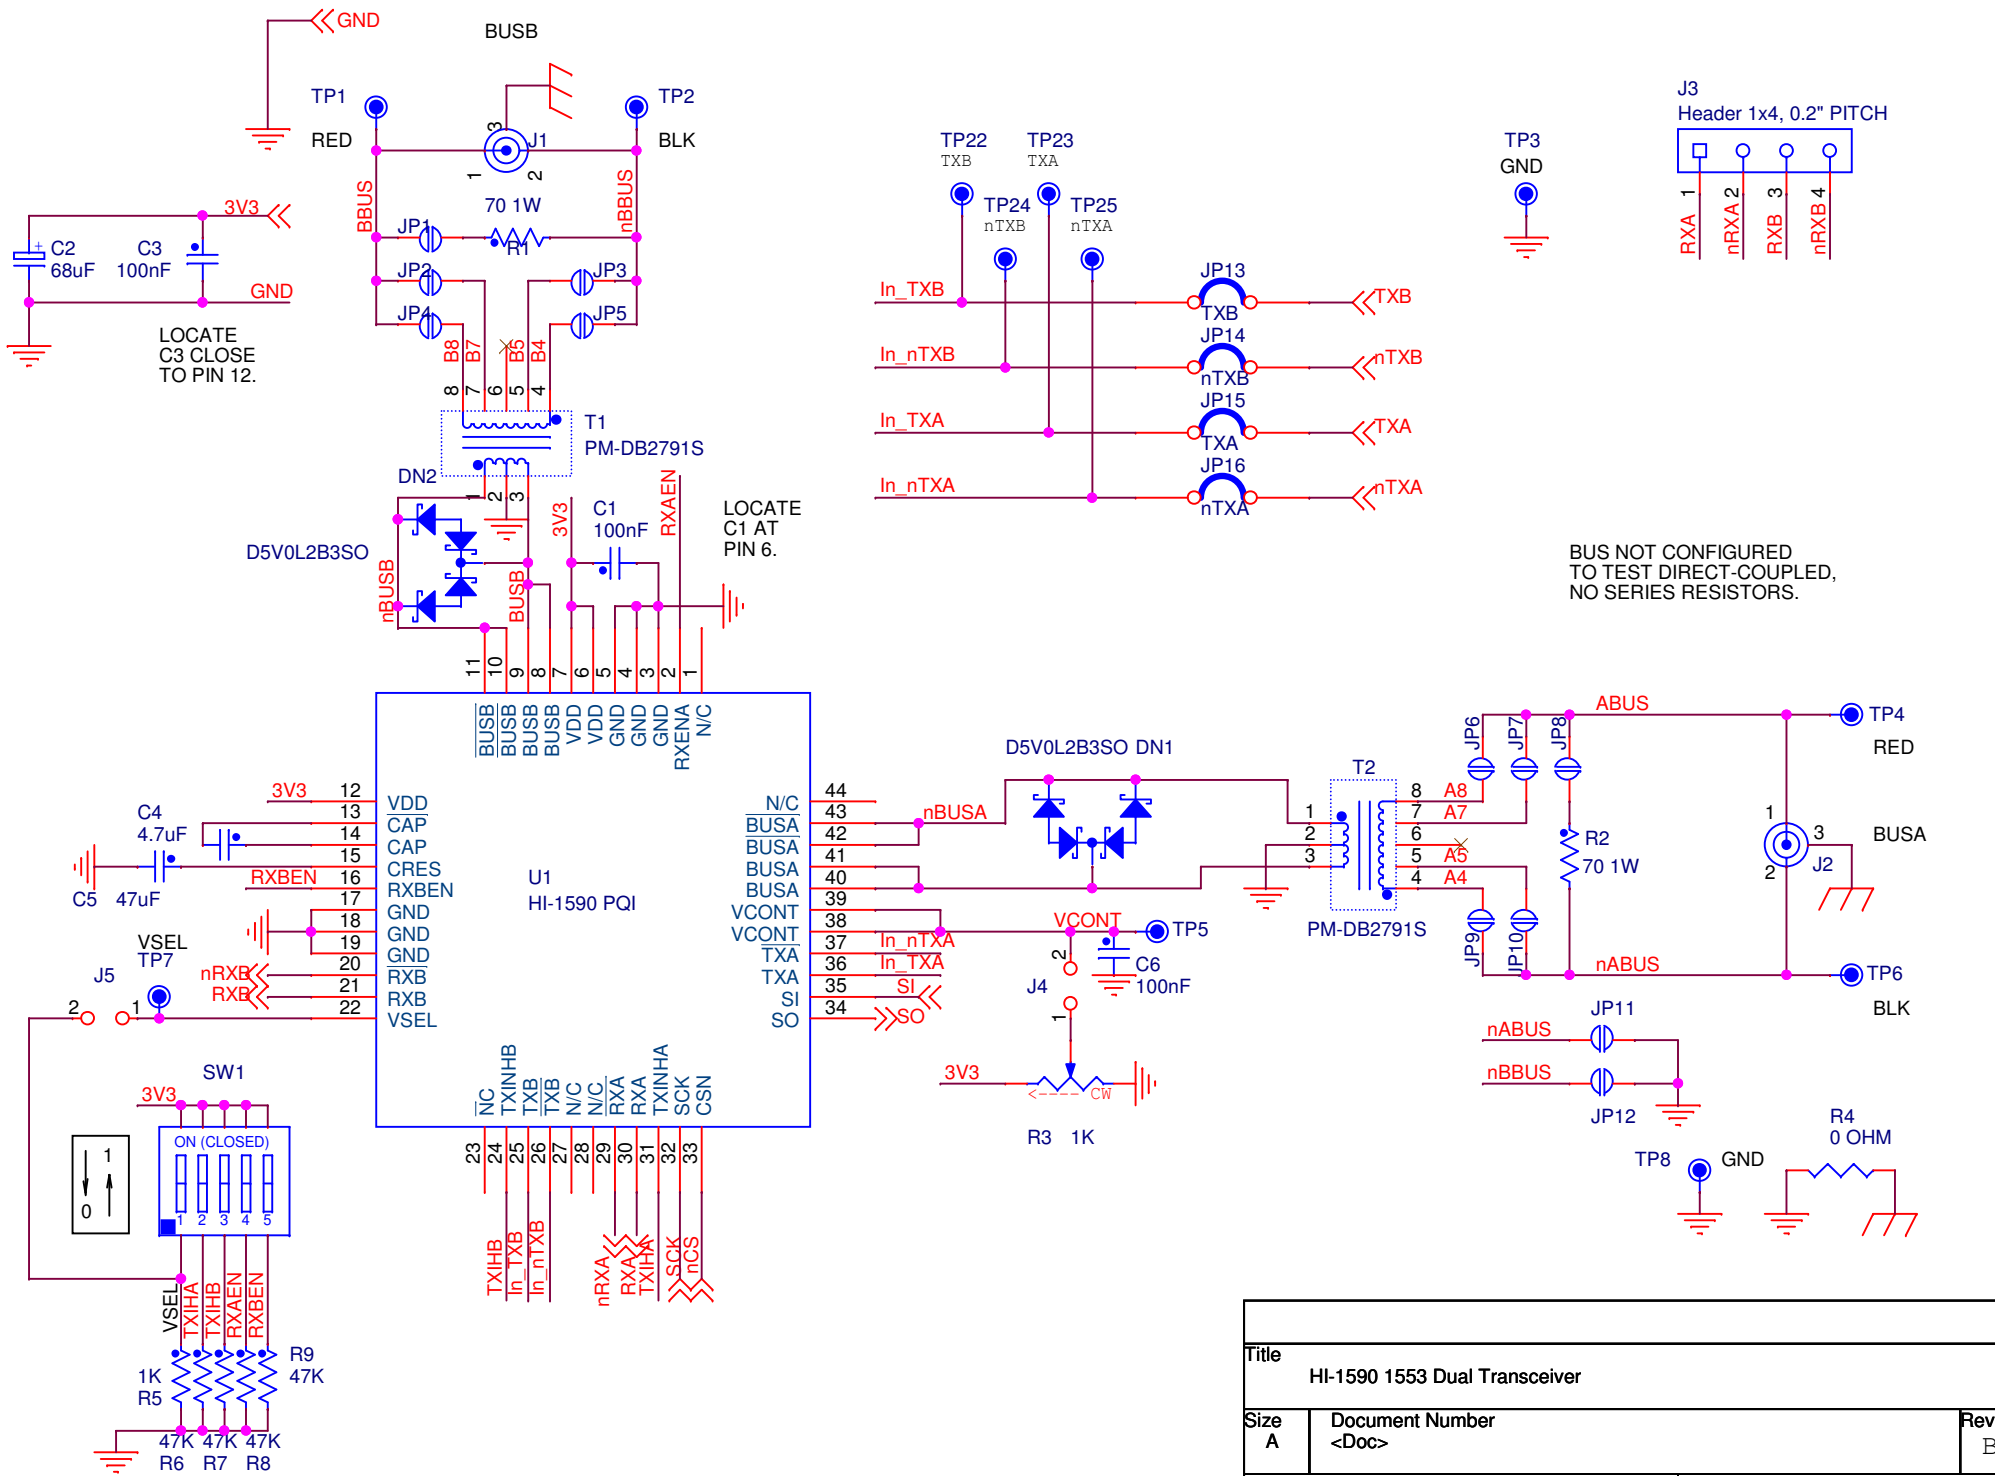 GND
BUSB
TP1
RED
TP2
BLK
3
J1
1
2
BBUS
nBBUS
70 1W
R1
JP1
JP2
JP3
JP4
JP5
B8
B7
B5
B4
8
7
6
5
4
3V3
+
C2
68uF
C3
100nF
GND
LOCATE
C3 CLOSE
TO PIN 12.
T1
PM-DB2791S
1
2
3
DN2
D5V0L2B3SO
nBUSB
BUSB
3V3
C1
100nF
RXAEN
LOCATE
C1 AT
PIN 6.
TP22
TXB
TP23
TXA
TP24
nTXB
TP25
nTXA
In_TXB
JP13
TXB
TXB
In_nTXB
JP14
nTXB
nTXB
In_TXA
JP15
TXA
TXA
In_nTXA
JP16
nTXA
nTXA
TP3
GND
J3
Header 1x4, 0.2" PITCH
1
2
3
4
RXA
nRXA
RXB
nRXB
BUS NOT CONFIGURED
TO TEST DIRECT-COUPLED,
NO SERIES RESISTORS.
11
10
9
8
7
6
5
4
3
2
1
BUSB
BUSB
BUSB
BUSB
VDD
VDD
GND
GND
GND
RXENA
N/C
U1
HI-1590 PQI
3V3
12
VDD
13
CAP
14
CAP
15
CRES
RXBEN
16
RXBEN
17
GND
18
GND
19
GND
nRXB
20
RXB
RXB
21
RXB
22
VSEL
C4
4.7uF
C5
47uF
VSEL
TP7
J5
2
1
44
N/C
43
BUSA
42
BUSA
41
BUSA
40
BUSA
39
VCONT
38
VCONT
37
TXA
In_nTXA
36
TXA
In_TXA
35
SI
SI
34
SO
SO
nBUSA
D5V0L2B3SO DN1
VCONT
TP5
2
J4
1
C6
100nF
3V3
<---- CW
R3 1K
T2
1
2
3
8
7
6
5
4
A8
A7
A5
A4
PM-DB2791S
JP6
JP7
JP8
JP9
JP10
ABUS
nABUS
R2
70 1W
TP4
RED
1
3
2
J2
BUSA
TP6
BLK
nABUS
JP11
nBBUS
JP12
TP8
GND
R4
0 OHM
23
24
25
26
27
28
29
30
31
32
33
NC
TXINHB
TXB
TXB
N/C
N/C
RXA
RXA
TXINHA
SCK
CSN
TXIHB
In_TXB
In_nTXB
nRXA
RXA
TXIHA
SCK
nCS
SW1
3V3
ON (CLOSED)
1 2 3 4 5
1
0
VSEL
TXIHA
TXIHB
RXAEN
RXBEN
1K
R5
R9
47K
47K 47K 47K
R6 R7 R8
Title
HI-1590 1553 Dual Transceiver
Size
A
Document Number
<Doc>
Rev
B